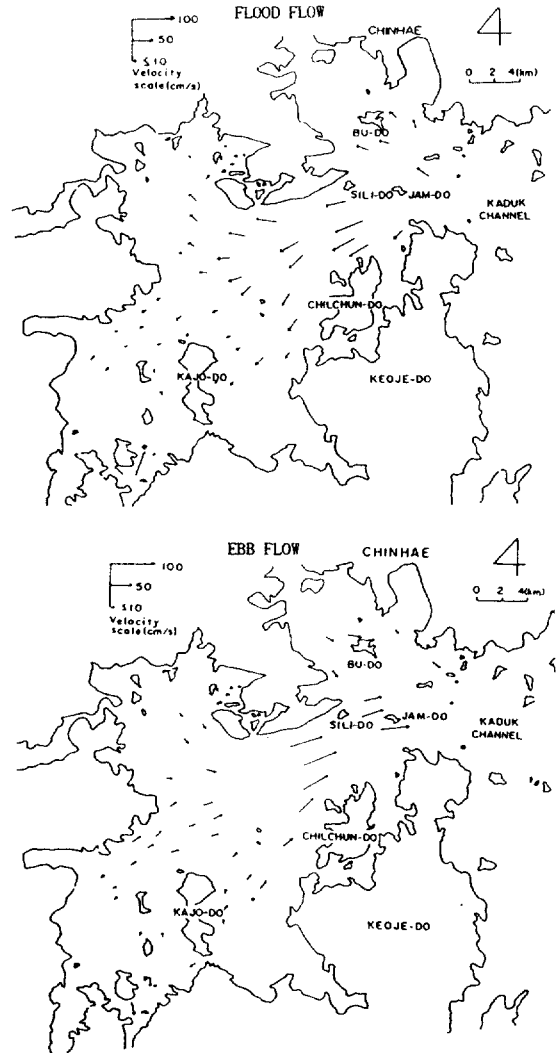 FLOOD FLOW
100
50
≤10
Velocity
scale(cm/s)
CHINHAE
4
0 2 4(km)
BU-DO
SILI-DO
JAM-DO
KADUK
CHANNEL
CHILCHUN-DO
KAJO-DO
KEOJE-DO
EBB FLOW
100
50
≤10
Velocity
scale(cm/s)
CHINHAE
4
0 2 4(km)
BU-DO
SILI-DO
JAM-DO
KADUK
CHANNEL
CHILCHUN-DO
KAJO-DO
KEOJE-DO